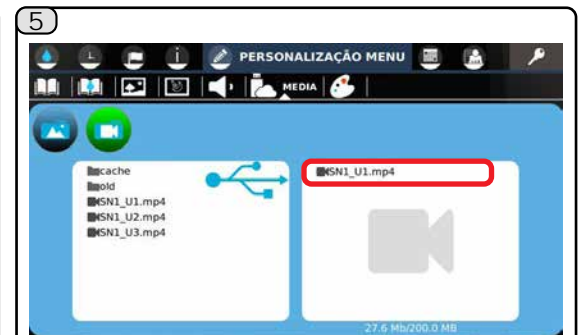 5
PERSONALIZAÇÃO MENU
MEDIA
cache
old
SN1_U1.mp4
SN1_U2.mp4
SN1_U3.mp4
SN1_U1.mp4
27.6 Mb/200.0 MB